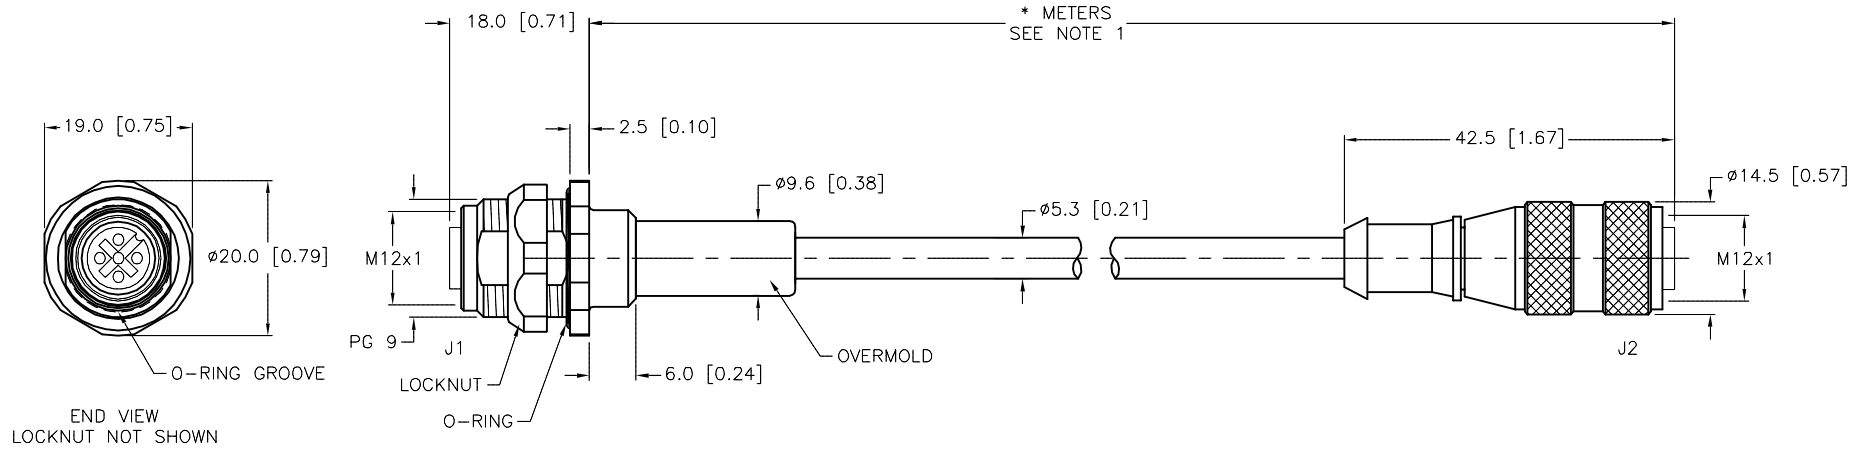 18.0 [0.71]
* METERS
SEE NOTE 1
19.0 [0.75]
2.5 [0.10]
42.5 [1.67]
ø9.6 [0.38]
ø14.5 [0.57]
ø5.3 [0.21]
ø20.0 [0.79]
M12x1
M12x1
PG 9
J1
J2
OVERMOLD
O-RING GROOVE
LOCKNUT
6.0 [0.24]
O-RING
END VIEW
LOCKNUT NOT SHOWN